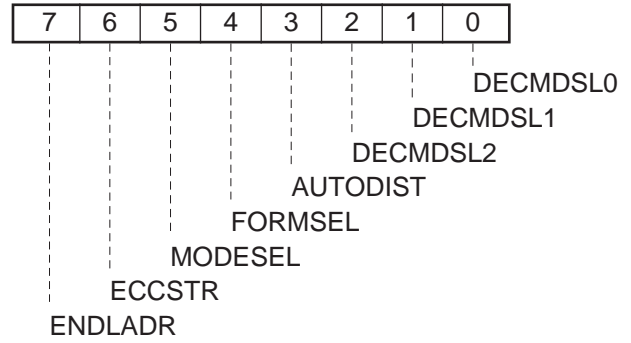 7 6 5 4 3 2 1 0
DECMDSL0
DECMDSL1
DECMDSL2
AUTODIST
FORMSEL
MODESEL
ECCSTR
ENDLADR